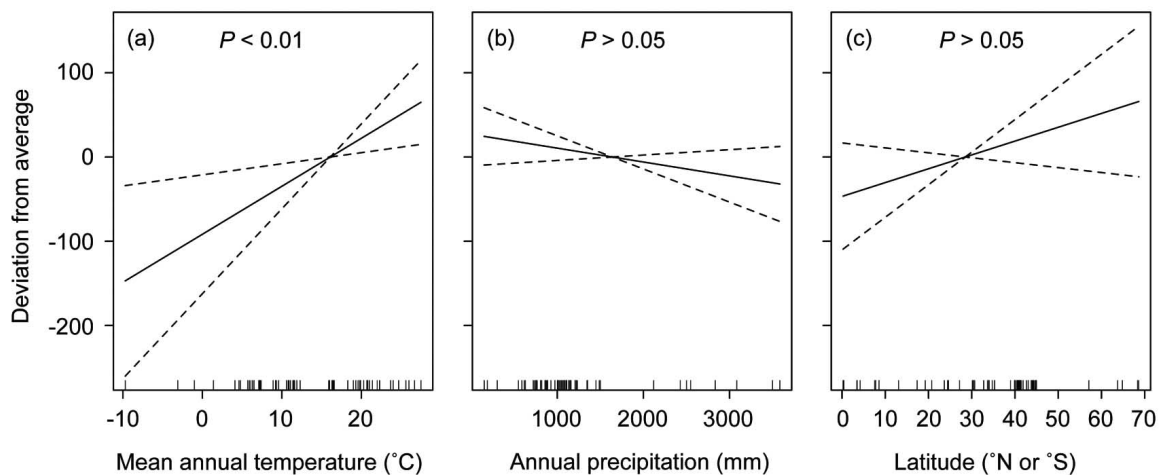 (a) P < 0.01
(b) P > 0.05
(c) P > 0.05
Deviation from average
100
0
-100
-200
-10 0 10 20
1000 2000 3000
0 10 20 30 40 50 60 70
Mean annual temperature (˚C)
Annual precipitation (mm)
Latitude (˚N or ˚S)